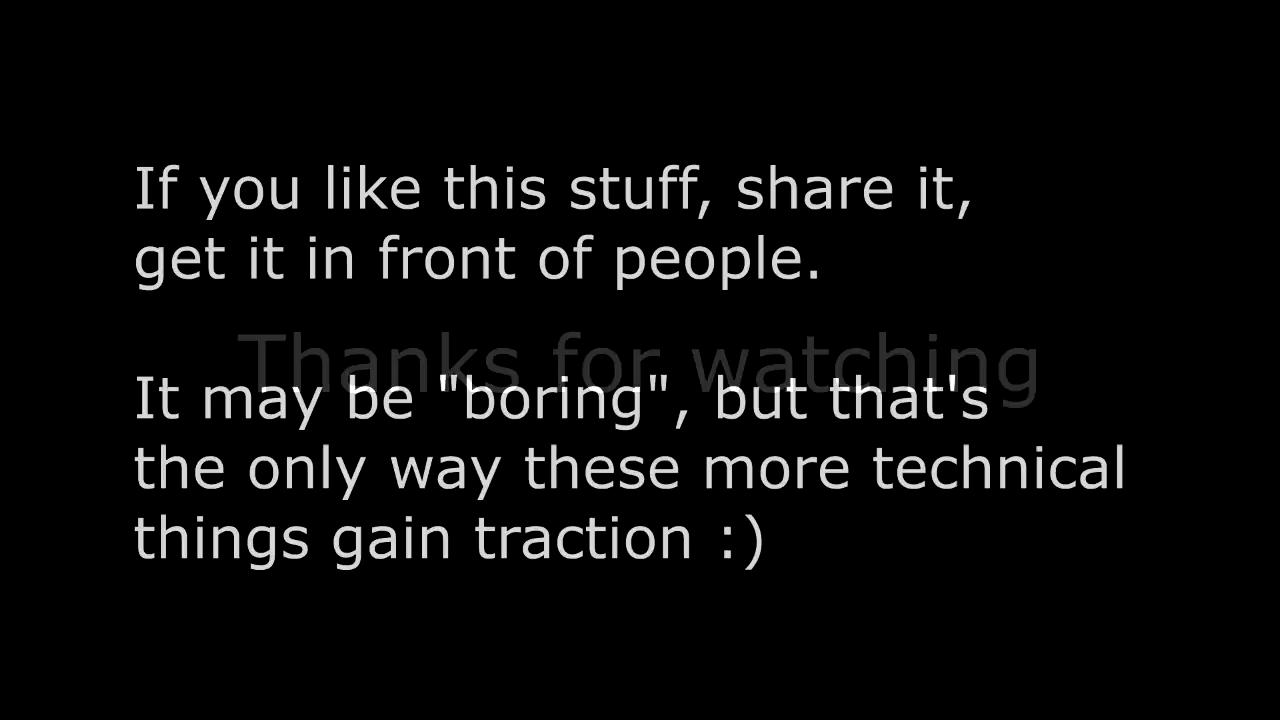 If you like this stuff, share it,
get it in front of people.
Thanks for watching
It may be "boring", but that's
the only way these more technical
things gain traction :)